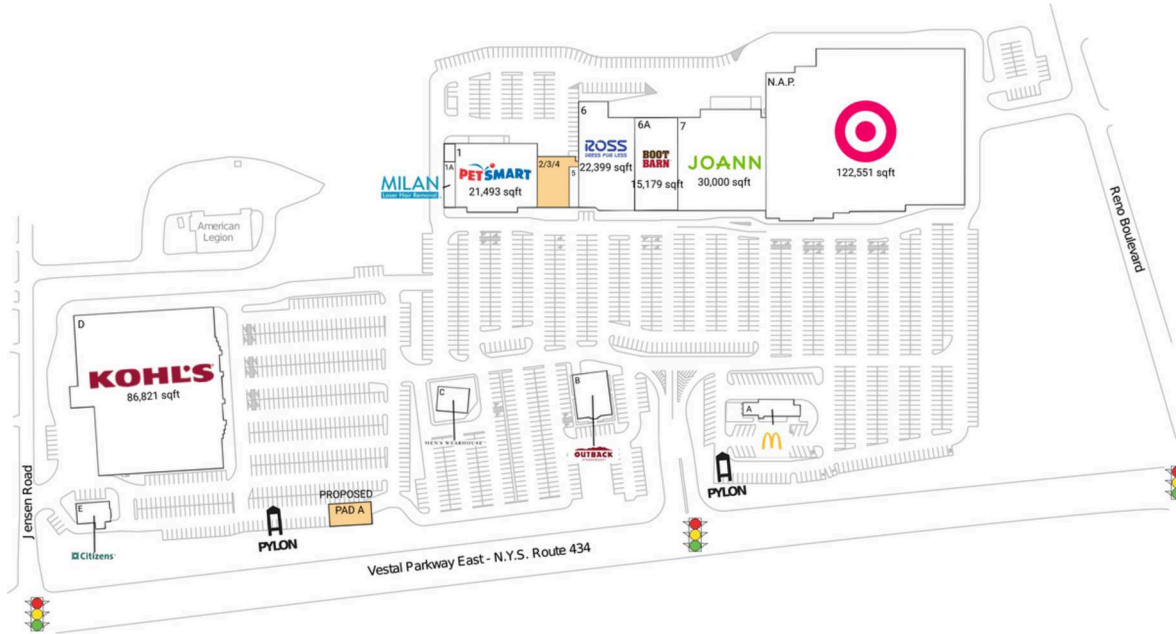 N.A.P.
122,551 sqft
6
ROSS
DRESS FOR LESS
22,399 sqft
6A
BOOT
BARN
15,179 sqft
7
JOANN
30,000 sqft
1
1A
PETSMART
21,493 sqft
2/3/4
5
MILAN
Laser Hair Removal
American
Legion
Reno Boulevard
D
KOHL'S
86,821 sqft
C
MEN'S WEARHOUSE
B
OUTBACK
A
M
PYLON
Jensen Road
E
Citizens
PROPOSED
PAD A
PYLON
Vestal Parkway East - N.Y.S. Route 434